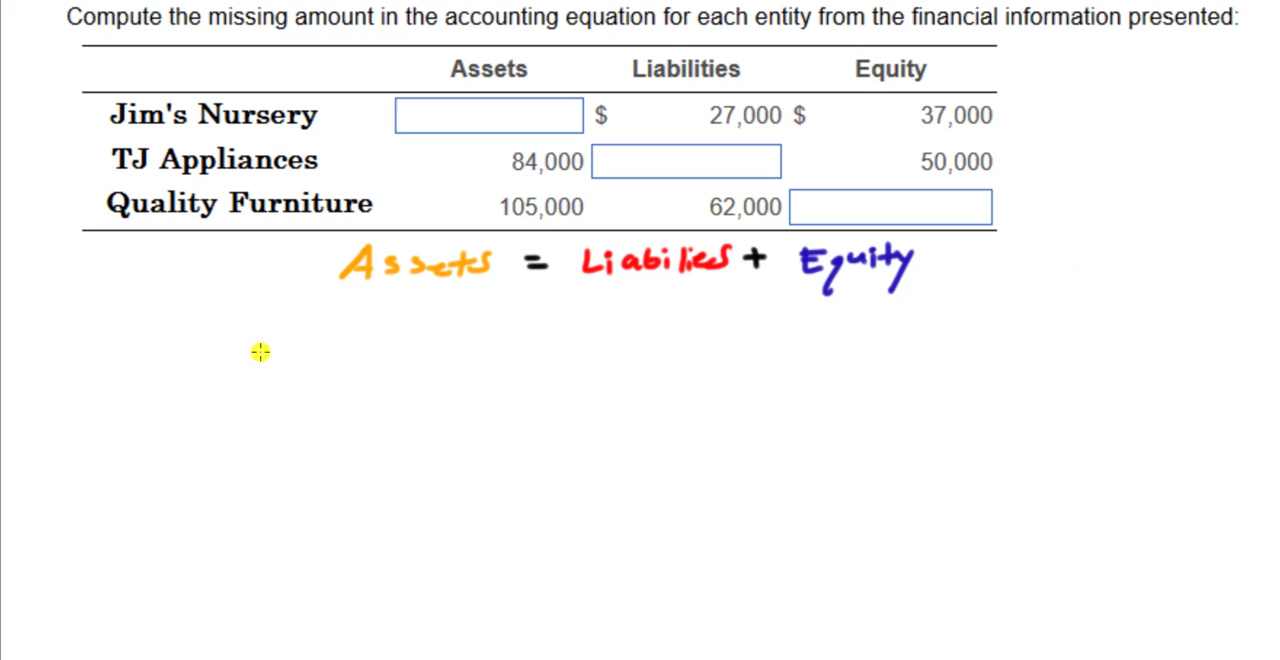 Compute the missing amount in the accounting equation for each entity from the financial information presented:
Assets Liabilities Equity
Jim's Nursery $ 27,000 $ 37,000
TJ Appliances 84,000 50,000
Quality Furniture 105,000 62,000
Assets = Liabilies + Equity